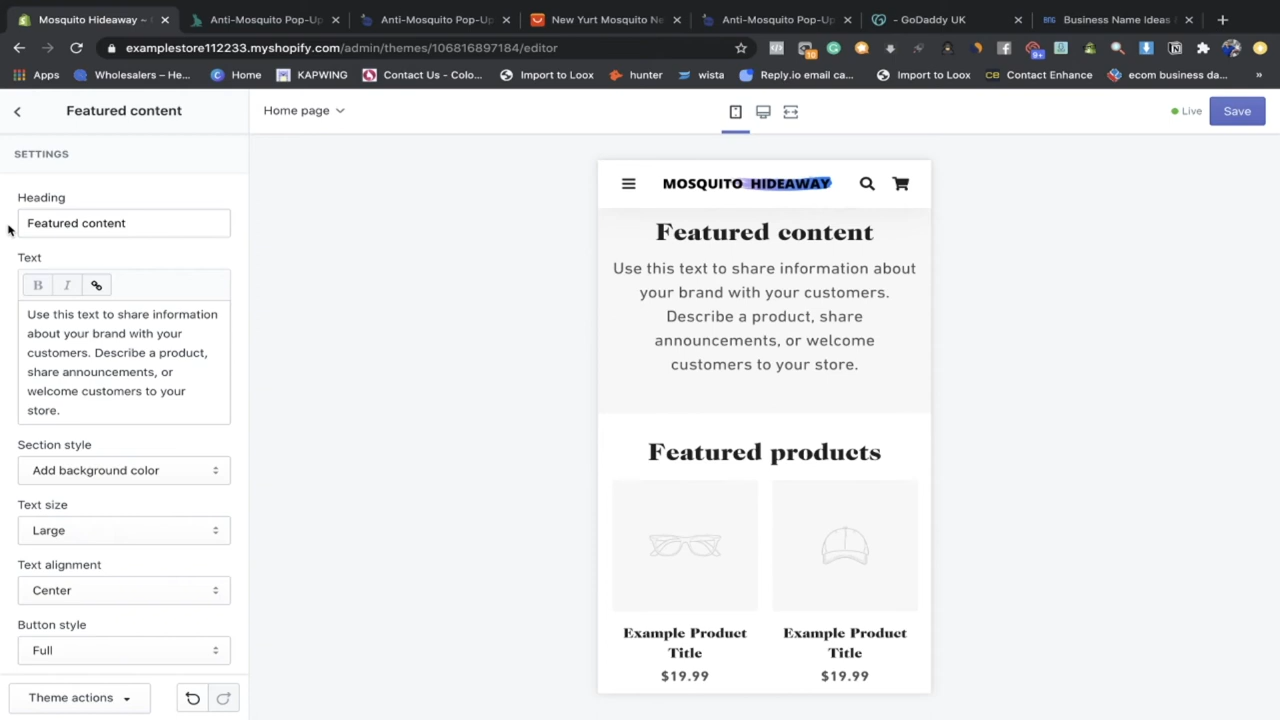 Mosquito Hideaway ~
Anti-Mosquito Pop-Up
Anti-Mosquito Pop-Up
New Yurt Mosquito Ne
Anti-Mosquito Pop-Up
- GoDaddy UK
BNG
Business Name Ideas
examplestore112233.myshopify.com/admin/themes/106816897184/editor
Apps
Wholesalers – He...
Home
KAPWING
Contact Us - Colo...
Import to Loox
hunter
wista
Reply.io email ca...
Import to Loox
Contact Enhance
ecom business da...
»
Featured content
Home page
Live
Save
SETTINGS
Heading
Featured content
Text
B I
Use this text to share information
about your brand with your
customers. Describe a product,
share announcements, or
welcome customers to your
store.
Section style
Add background color
Text size
Large
Text alignment
Center
Button style
Full
Theme actions
MOSQUITO HIDEAWAY
Featured content
Use this text to share information about
your brand with your customers.
Describe a product, share
announcements, or welcome
customers to your store.
Featured products
Example Product
Title
$19.99
Example Product
Title
$19.99